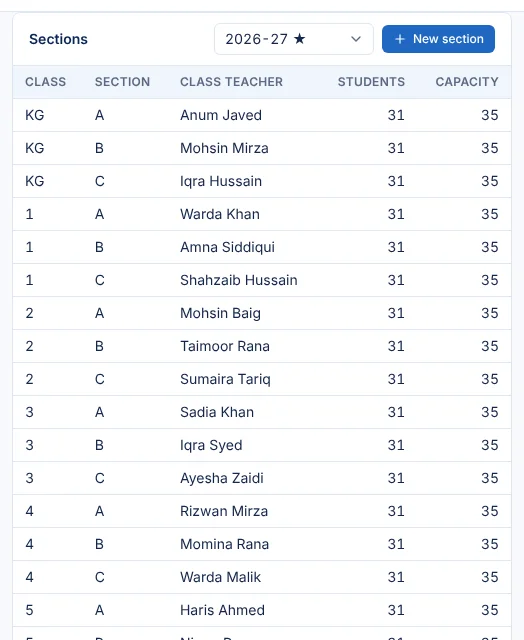 Sections 2026-27 ★ + New section
CLASS SECTION CLASS TEACHER STUDENTS CAPACITY
KG A Anum Javed 31 35
KG B Mohsin Mirza 31 35
KG C Iqra Hussain 31 35
1 A Warda Khan 31 35
1 B Amna Siddiqui 31 35
1 C Shahzaib Hussain 31 35
2 A Mohsin Baig 31 35
2 B Taimoor Rana 31 35
2 C Sumaira Tariq 31 35
3 A Sadia Khan 31 35
3 B Iqra Syed 31 35
3 C Ayesha Zaidi 31 35
4 A Rizwan Mirza 31 35
4 B Momina Rana 31 35
4 C Warda Malik 31 35
5 A Haris Ahmed 31 35